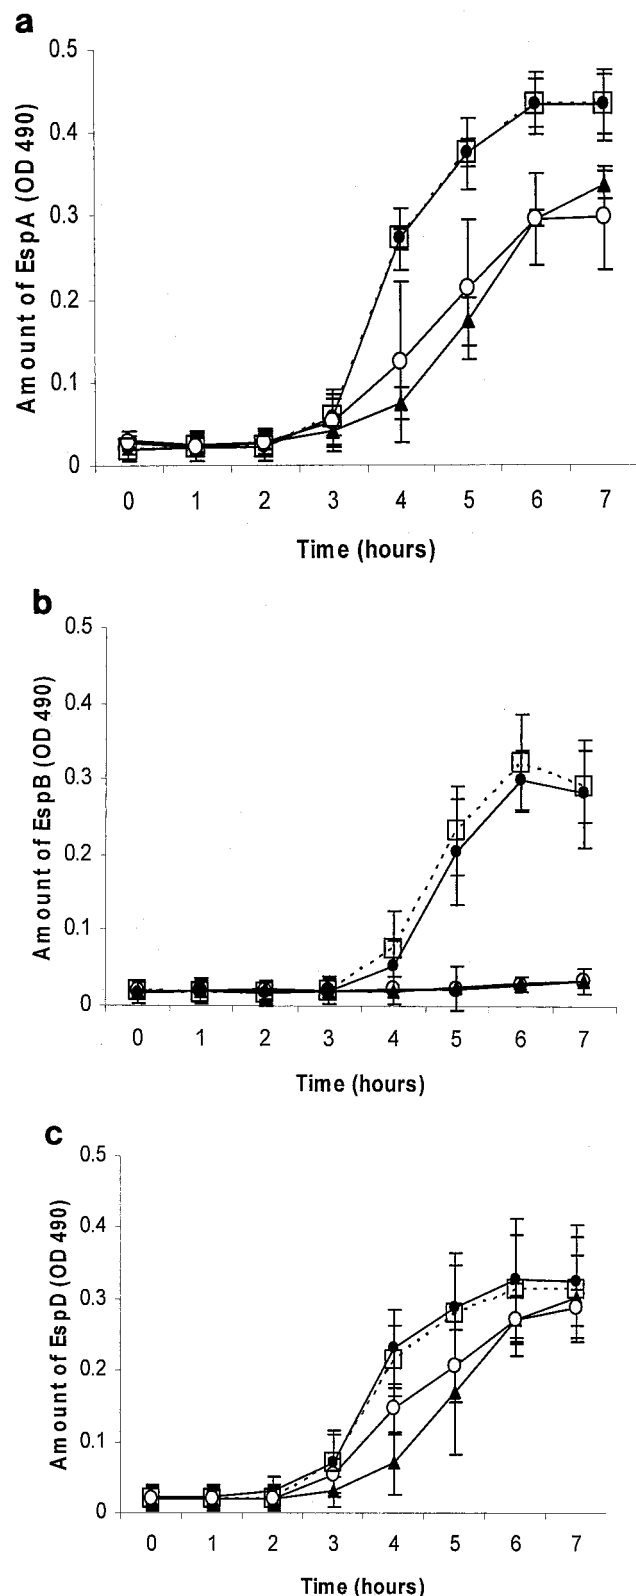 a
0.5
0.4
0.3
0.2
0.1
0
Amount of EspA (OD 490)
0 1 2 3 4 5 6 7
Time (hours)
b
0.5
0.4
0.3
0.2
0.1
0
Amount of EspB (OD 490)
0 1 2 3 4 5 6 7
Time (hours)
c
0.5
0.4
0.3
0.2
0.1
0
Amount of EspD (OD 490)
0 1 2 3 4 5 6 7
Time (hours)